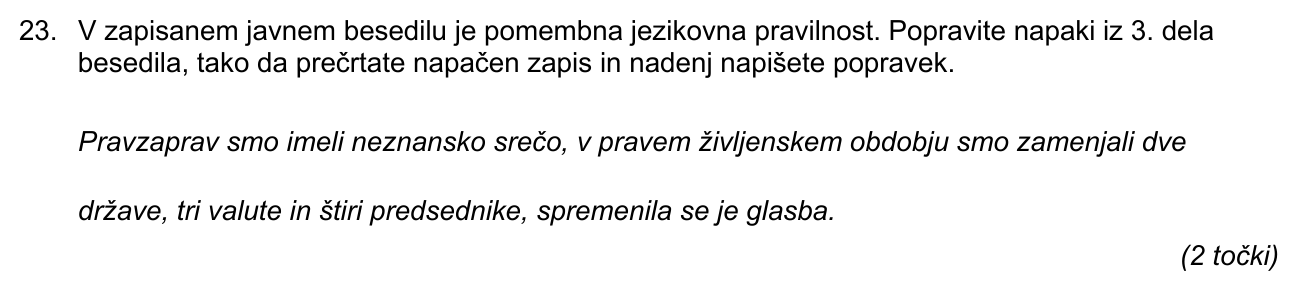 23. V zapisanem javnem besedilu je pomembna jezikovna pravilnost. Popravite napaki iz 3. dela
besedila, tako da prečrtate napačen zapis in nadenj napišete popravek.
Pravzaprav smo imeli neznansko srečo, v pravem življenskem obdobju smo zamenjali dve
države, tri valute in štiri predsednike, spremenila se je glasba.
(2 točki)